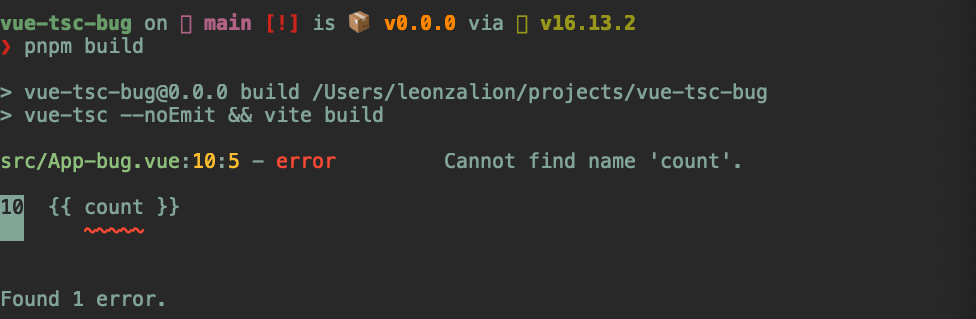 vue-tsc-bug on main [!] is 📦 v0.0.0 via v16.13.2
❯ pnpm build
> vue-tsc-bug@0.0.0 build /Users/leonzalion/projects/vue-tsc-bug
> vue-tsc --noEmit && vite build
src/App-bug.vue:10:5 - error Cannot find name 'count'.
10 {{ count }}
~~~~~
Found 1 error.